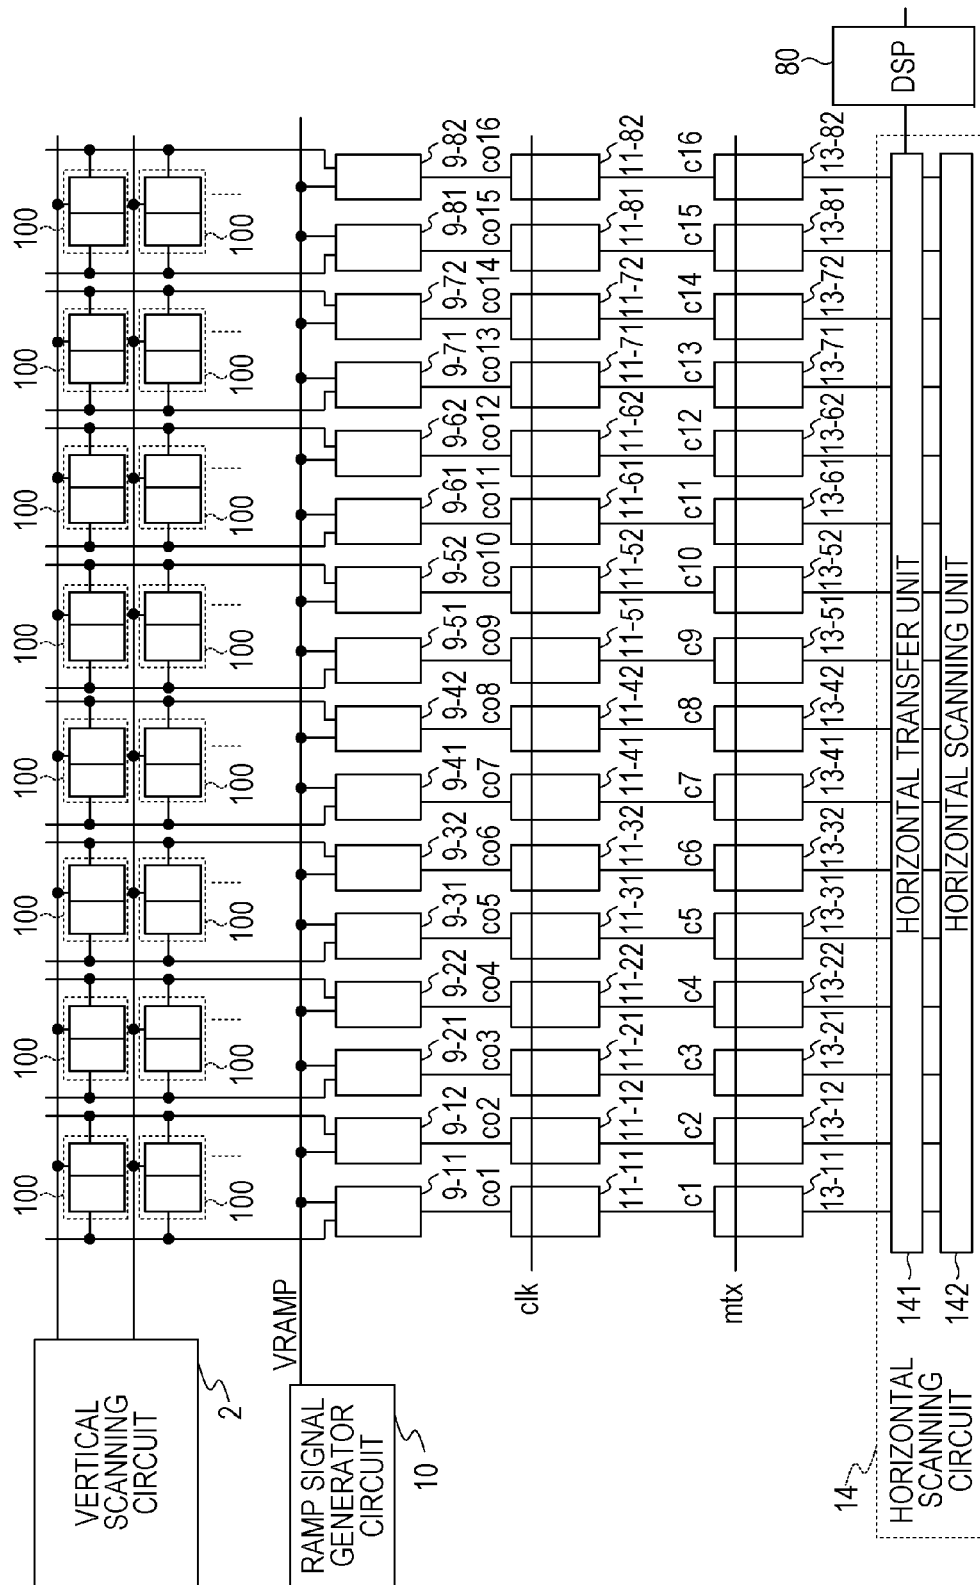 100 100 100 100 100 100 100 100
VERTICAL
SCANNING
CIRCUIT
2
100 100 100 100 100 100 100 100
VRAMP
RAMP SIGNAL
GENERATOR
CIRCUIT
10
9-11 9-12 9-21 9-22 9-31 9-32 9-41 9-42 9-51 9-52 9-61 9-62 9-71 9-72 9-81 9-82
co1 co2 co3 co4 co5 co6 co7 co8 co9 co10 co11 co12 co13 co14 co15 co16
clk
11-11 11-12 11-21 11-22 11-31 11-32 11-41 11-42 11-51 11-52 11-61 11-62 11-71 11-72 11-81 11-82
c1 c2 c3 c4 c5 c6 c7 c8 c9 c10 c11 c12 c13 c14 c15 c16
mtx
13-11 13-12 13-21 13-22 13-31 13-32 13-41 13-42 13-51 13-52 13-61 13-62 13-71 13-72 13-81 13-82
80
DSP
14
HORIZONTAL
SCANNING
CIRCUIT
141
HORIZONTAL TRANSFER UNIT
142
HORIZONTAL SCANNING UNIT